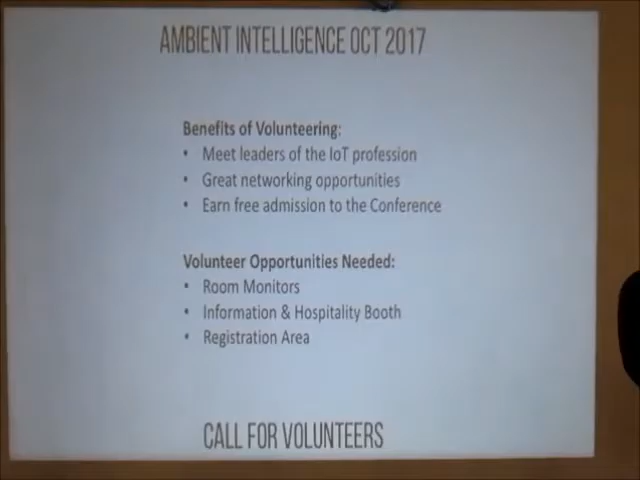 AMBIENT INTELLIGENCE OCT 2017
Benefits of Volunteering:
• Meet leaders of the IoT profession
• Great networking opportunities
• Earn free admission to the Conference
Volunteer Opportunities Needed:
• Room Monitors
• Information & Hospitality Booth
• Registration Area
CALL FOR VOLUNTEERS